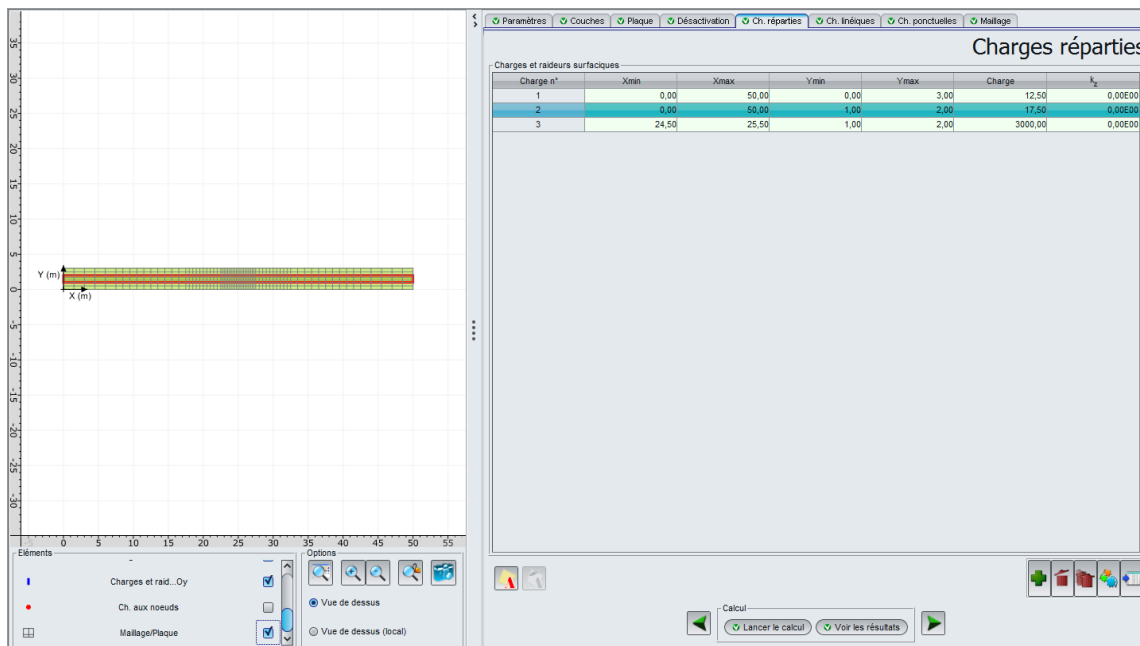 Paramètres Couches Plaque Désactivation Ch. réparties Ch. linéiques Ch. ponctuelles Maillage
Charges réparties
Charges et raideurs surfaciques
Charge n° Xmin Xmax Ymin Ymax Charge kz
1 0,00 50,00 0,00 3,00 12,50 0,00E00
2 0,00 50,00 1,00 2,00 17,50 0,00E00
3 24,50 25,50 1,00 2,00 3000,00 0,00E00
35
30
25
20
15
10
5
0
-5
-10
-15
-20
-25
-30
Y (m)
X (m)
-5 0 5 10 15 20 25 30 35 40 45 50 55
Eléments
Charges et raid...Oy
Ch. aux noeuds
Maillage/Plaque
Options
Vue de dessus
Vue de dessus (local)
Calcul
Lancer le calcul Voir les résultats